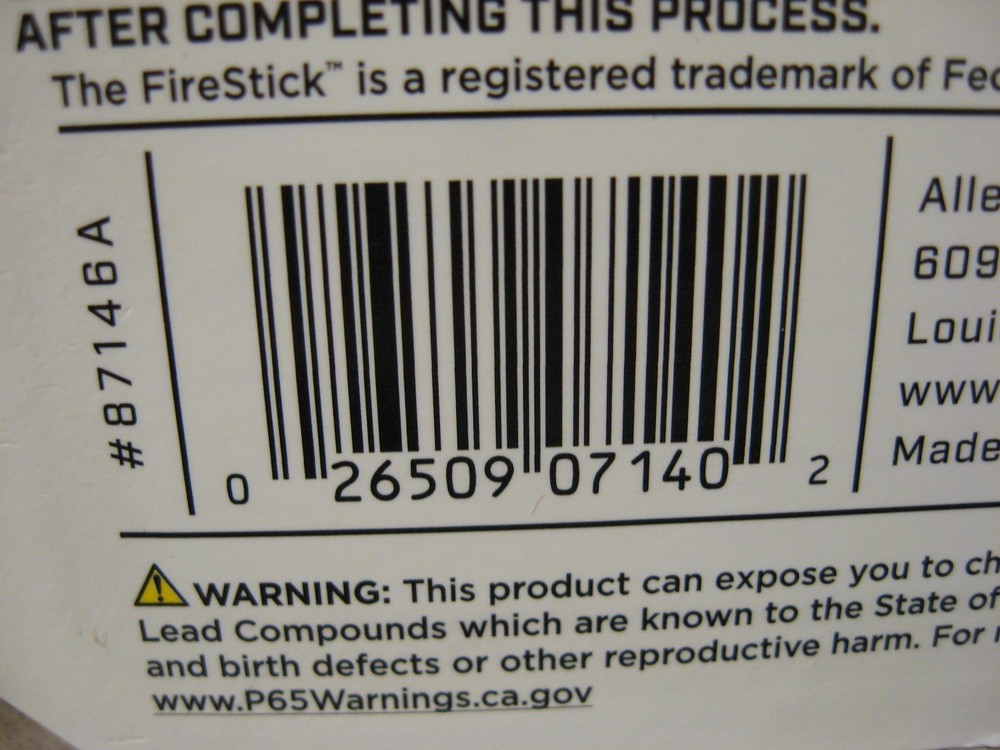 AFTER COMPLETING THIS PROCESS.
The FireStick™ is a registered trademark of Fed
#87146A
0 26509 07140 2
Alle
609
Loui
www
Made
WARNING: This product can expose you to ch
Lead Compounds which are known to the State of
and birth defects or other reproductive harm. For
www.P65Warnings.ca.gov